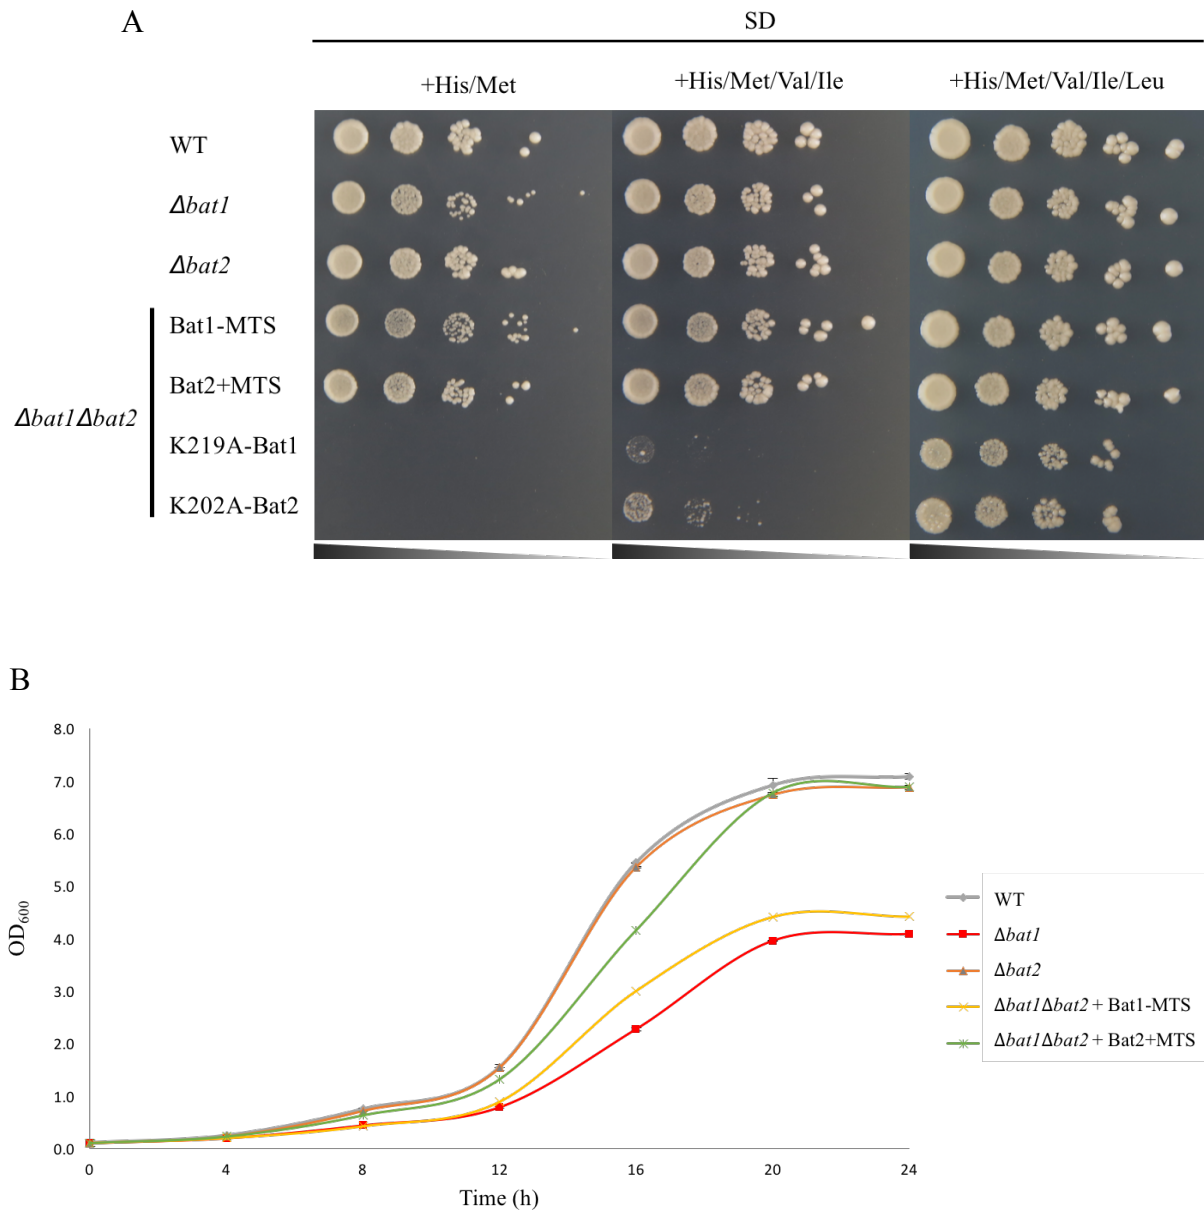 A
SD
+His/Met
+His/Met/Val/Ile
+His/Met/Val/Ile/Leu
WT
Δbat1
Δbat2
Bat1-MTS
Bat2+MTS
Δbat1Δbat2
K219A-Bat1
K202A-Bat2
B
8.0
7.0
6.0
5.0
4.0
3.0
2.0
1.0
0.0
OD600
0 4 8 12 16 20 24
Time (h)
WT
Δbat1
Δbat2
Δbat1Δbat2 + Bat1-MTS
Δbat1Δbat2 + Bat2+MTS